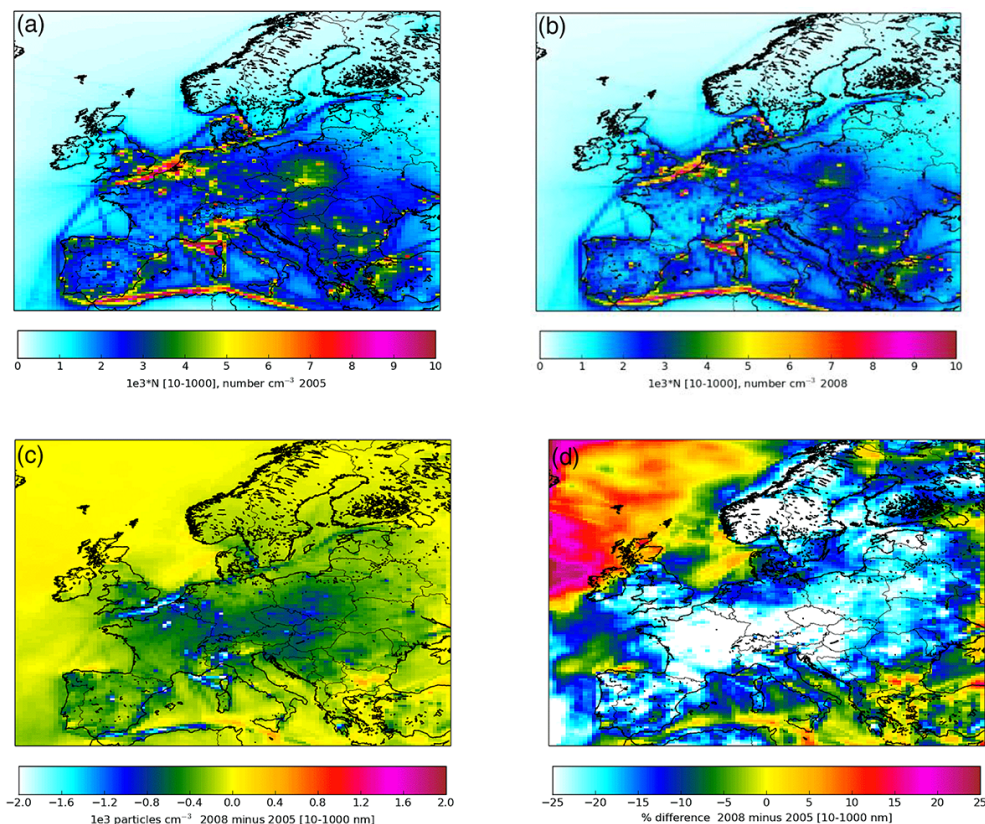 (a)
(b)
0 1 2 3 4 5 6 7 8 9 10
1e3*N [10-1000], number cm⁻³ 2005
0 1 2 3 4 5 6 7 8 9 10
1e3*N [10-1000], number cm⁻³ 2008
(c)
(d)
−2.0 −1.6 −1.2 −0.8 −0.4 0.0 0.4 0.8 1.2 1.6 2.0
1e3 particles cm⁻³ 2008 minus 2005 [10-1000 nm]
−25 −20 −15 −10 −5 0 5 10 15 20 25
% difference 2008 minus 2005 [10-1000 nm]